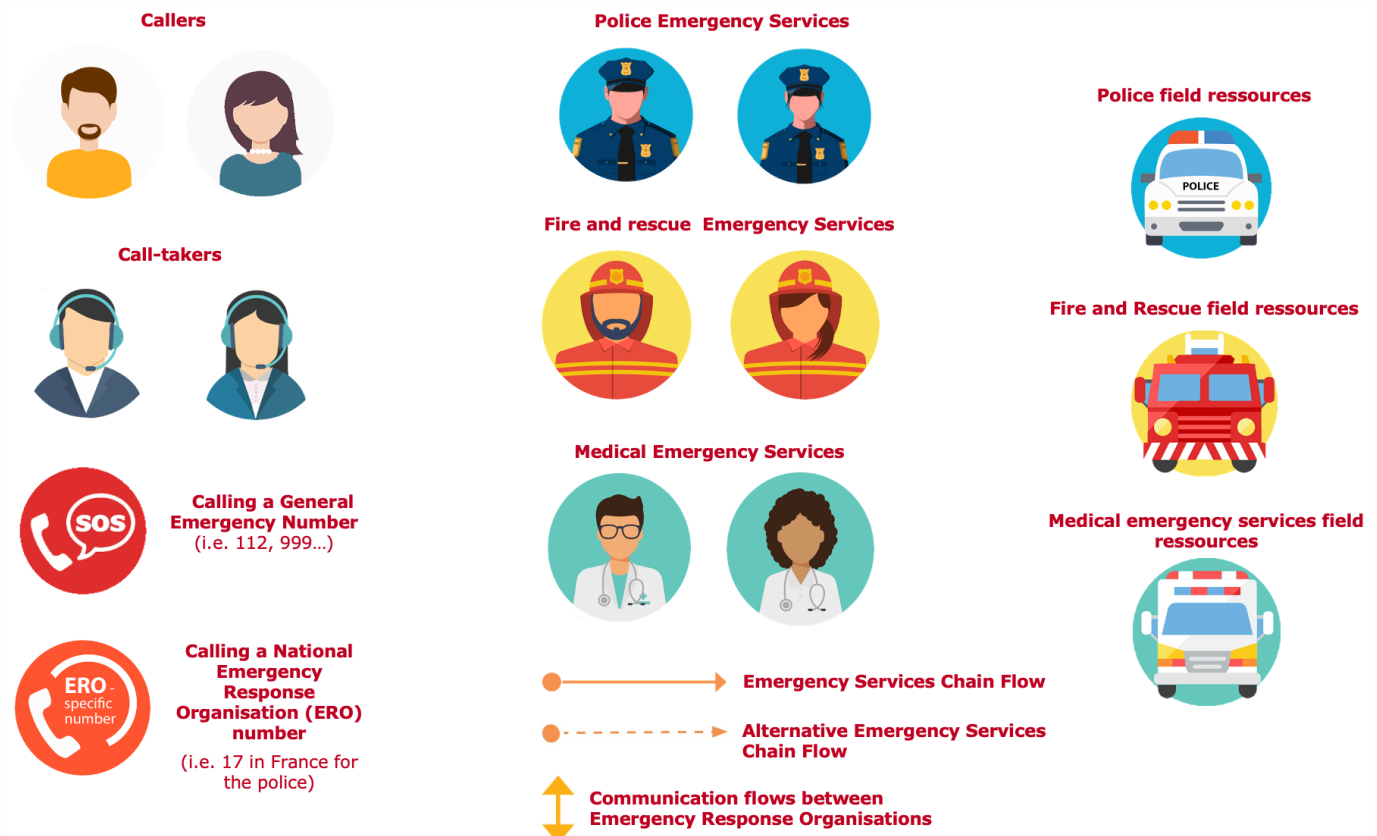 Callers
Call-takers
SOS
Calling a General
Emergency Number
(i.e. 112, 999...)
ERO -
specific
number
Calling a National
Emergency
Response
Organisation (ERO)
number
(i.e. 17 in France for
the police)
Police Emergency Services
Fire and rescue Emergency Services
Medical Emergency Services
Emergency Services Chain Flow
Alternative Emergency Services
Chain Flow
Communication flows between
Emergency Response Organisations
Police field ressources
POLICE
Fire and Rescue field ressources
Medical emergency services field
ressources